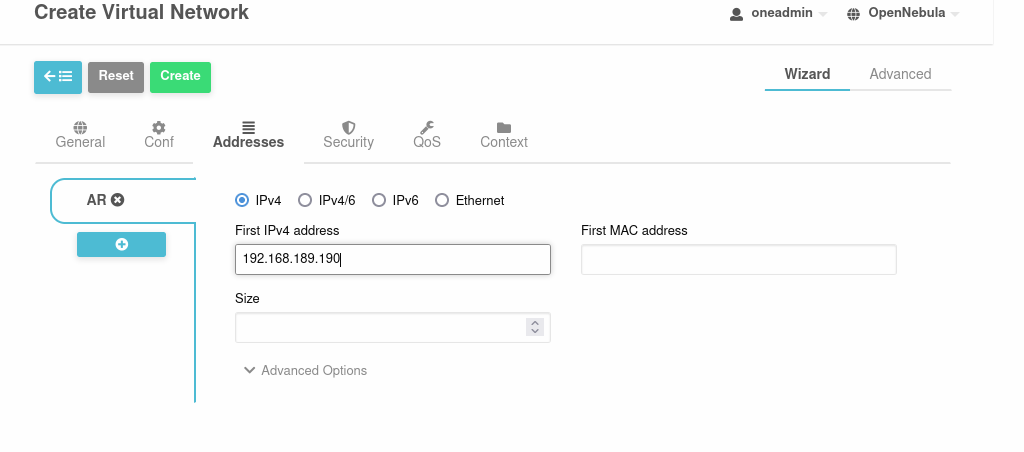 Create Virtual Network
oneadmin
OpenNebula
Reset
Create
Wizard
Advanced
General
Conf
Addresses
Security
QoS
Context
AR
IPv4
IPv4/6
IPv6
Ethernet
First IPv4 address
First MAC address
192.168.189.190
Size
Advanced Options